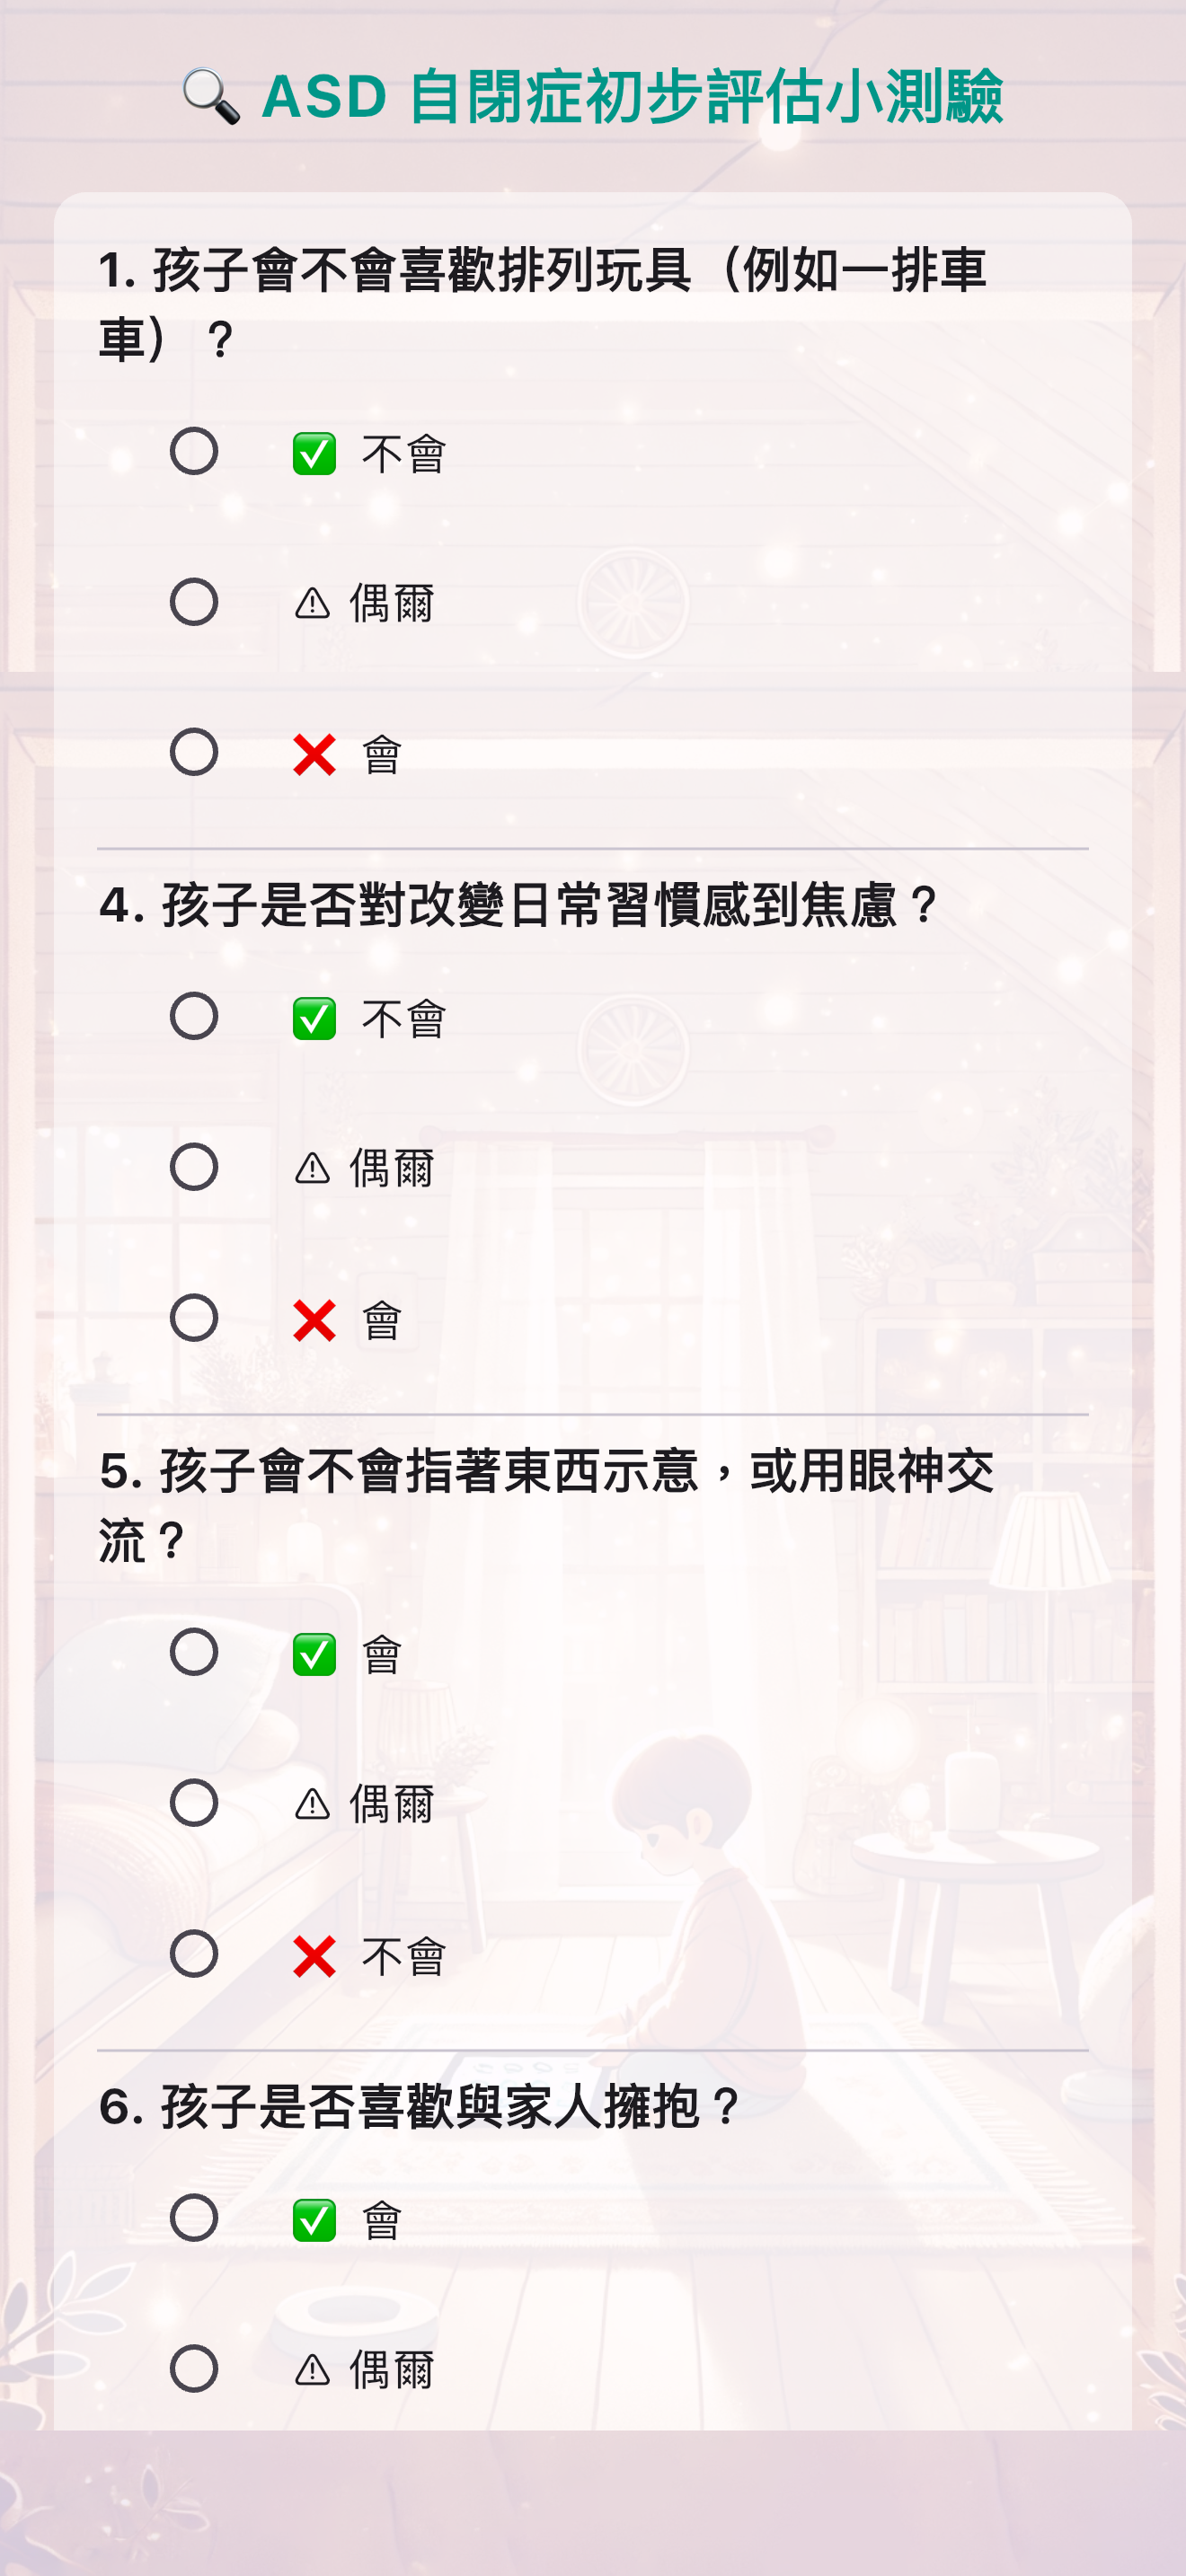 🔍 ASD 自閉症初步評估小測驗
1. 孩子會不會喜歡排列玩具（例如一排車
車）？
✅ 不會
⚠ 偶爾
❌ 會
4. 孩子是否對改變日常習慣感到焦慮？
✅ 不會
⚠ 偶爾
❌ 會
5. 孩子會不會指著東西示意，或用眼神交
流？
✅ 會
⚠ 偶爾
❌ 不會
6. 孩子是否喜歡與家人擁抱？
✅ 會
⚠ 偶爾